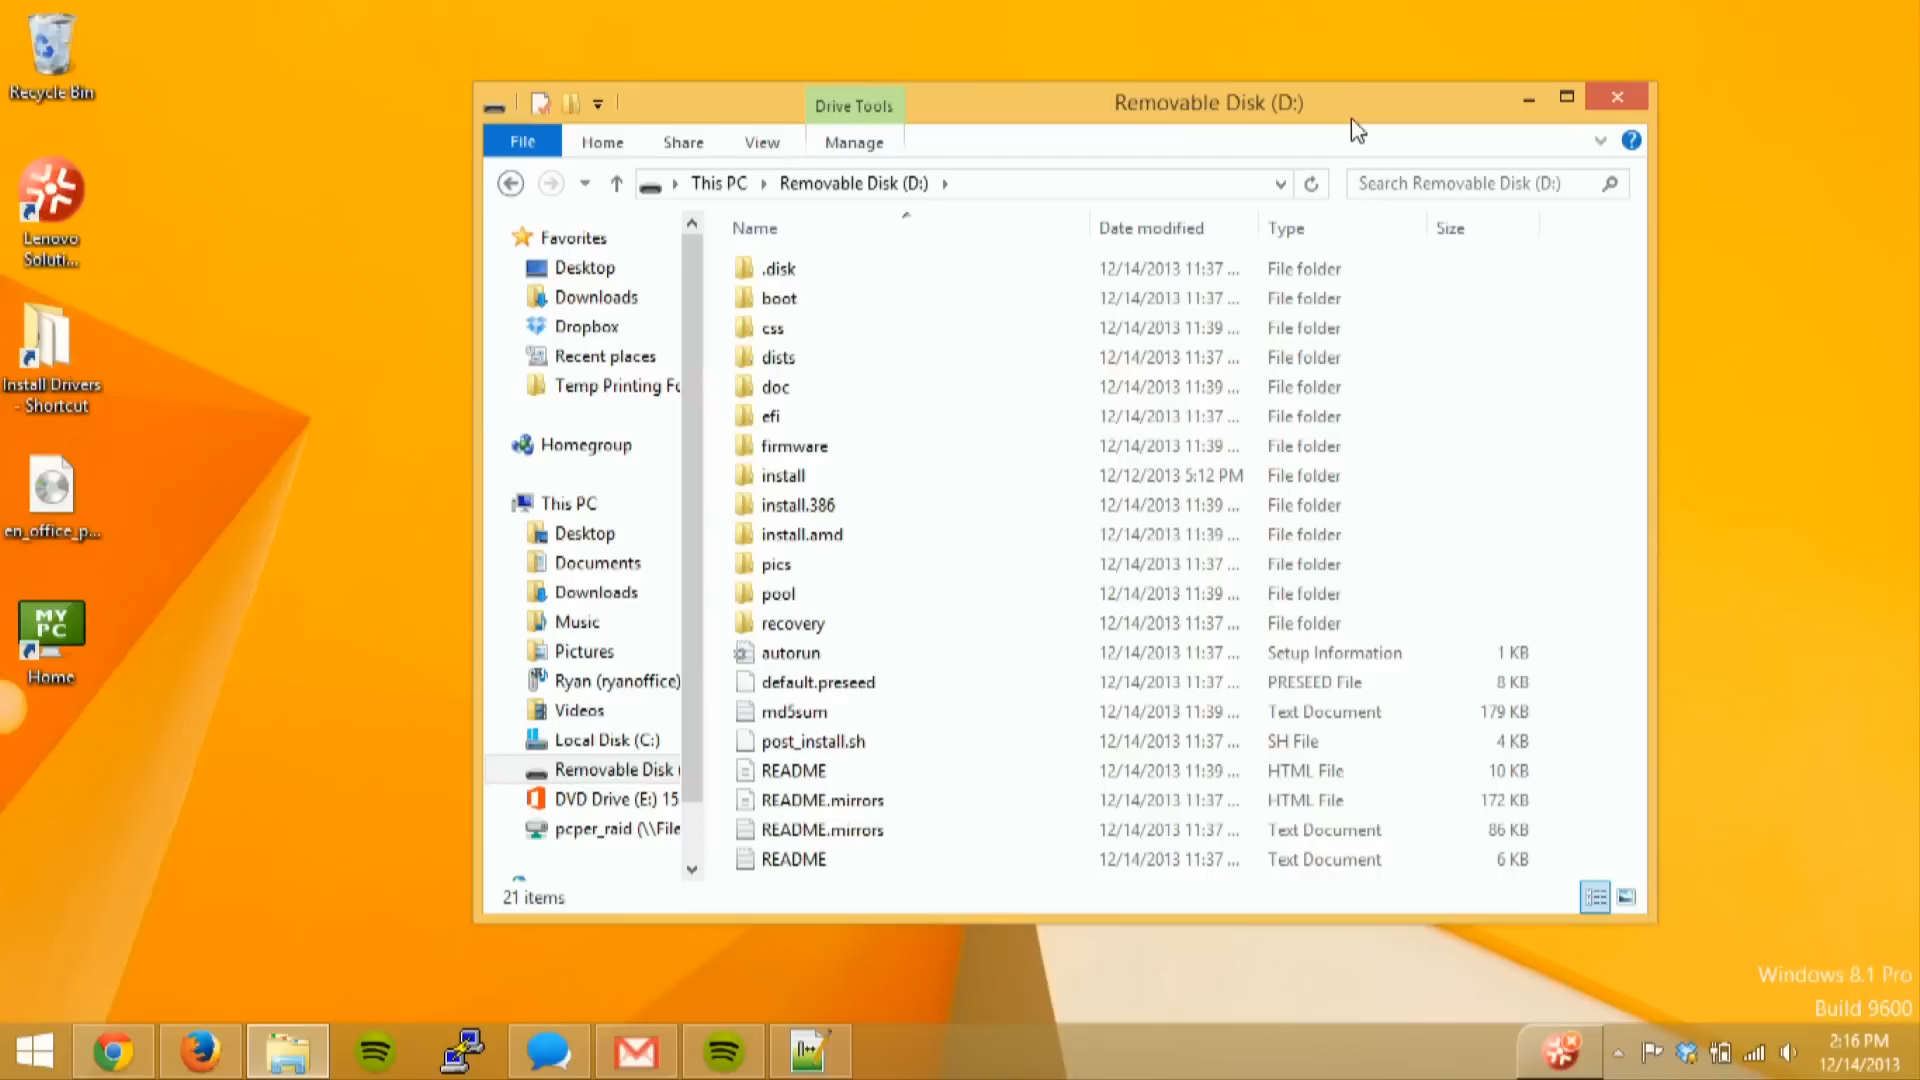 Recycle Bin
Lenovo
Soluti...
Install Drivers
- Shortcut
en_office_p...
MY
PC
Home
Drive Tools
Removable Disk (D:)
File
Home
Share
View
Manage
This PC
Removable Disk (D:)
Search Removable Disk (D:)
Favorites
Desktop
Downloads
Dropbox
Recent places
Temp Printing Fo
Homegroup
This PC
Desktop
Documents
Downloads
Music
Pictures
Ryan (ryanoffice)
Videos
Local Disk (C:)
Removable Disk (
DVD Drive (E:) 15
pcper_raid (\\File
Name Date modified Type Size
.disk 12/14/2013 11:37 ... File folder
boot 12/14/2013 11:37 ... File folder
css 12/14/2013 11:39 ... File folder
dists 12/14/2013 11:37 ... File folder
doc 12/14/2013 11:39 ... File folder
efi 12/14/2013 11:37 ... File folder
firmware 12/14/2013 11:39 ... File folder
install 12/12/2013 5:12 PM File folder
install.386 12/14/2013 11:39 ... File folder
install.amd 12/14/2013 11:39 ... File folder
pics 12/14/2013 11:37 ... File folder
pool 12/14/2013 11:39 ... File folder
recovery 12/14/2013 11:37 ... File folder
autorun 12/14/2013 11:37 ... Setup Information 1 KB
default.preseed 12/14/2013 11:37 ... PRESEED File 8 KB
md5sum 12/14/2013 11:39 ... Text Document 179 KB
post_install.sh 12/14/2013 11:37 ... SH File 4 KB
README 12/14/2013 11:39 ... HTML File 10 KB
README.mirrors 12/14/2013 11:37 ... HTML File 172 KB
README.mirrors 12/14/2013 11:37 ... Text Document 86 KB
README 12/14/2013 11:37 ... Text Document 6 KB
21 items
Windows 8.1 Pro
Build 9600
2:16 PM
12/14/2013